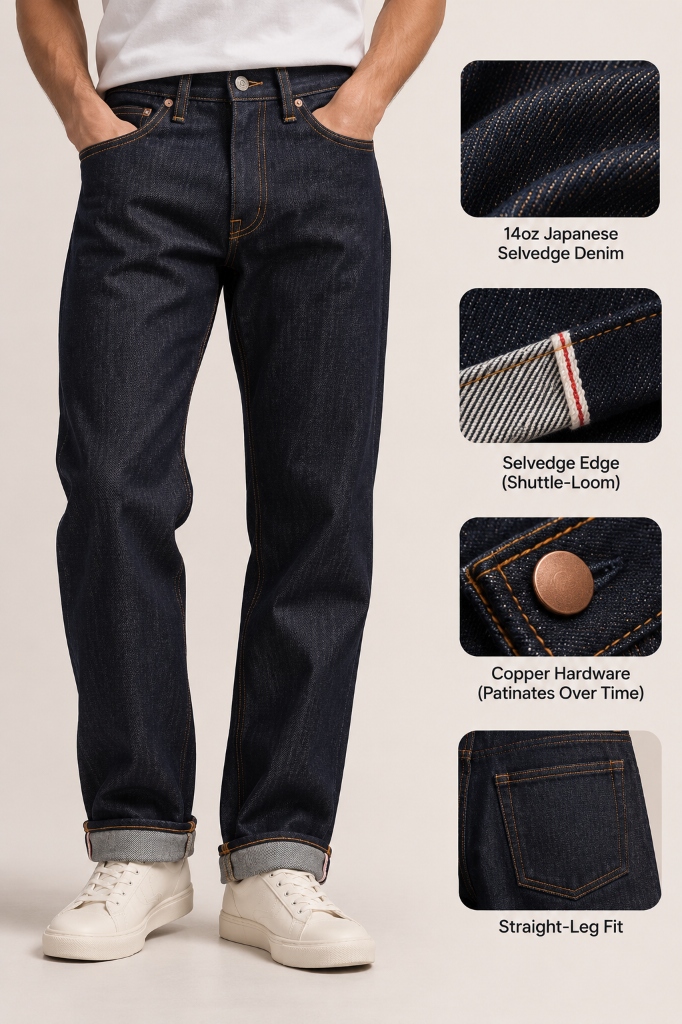 14oz Japanese
Selvedge Denim
Selvedge Edge
(Shuttle-Loom)
Copper Hardware
(Patinates Over Time)
Straight-Leg Fit